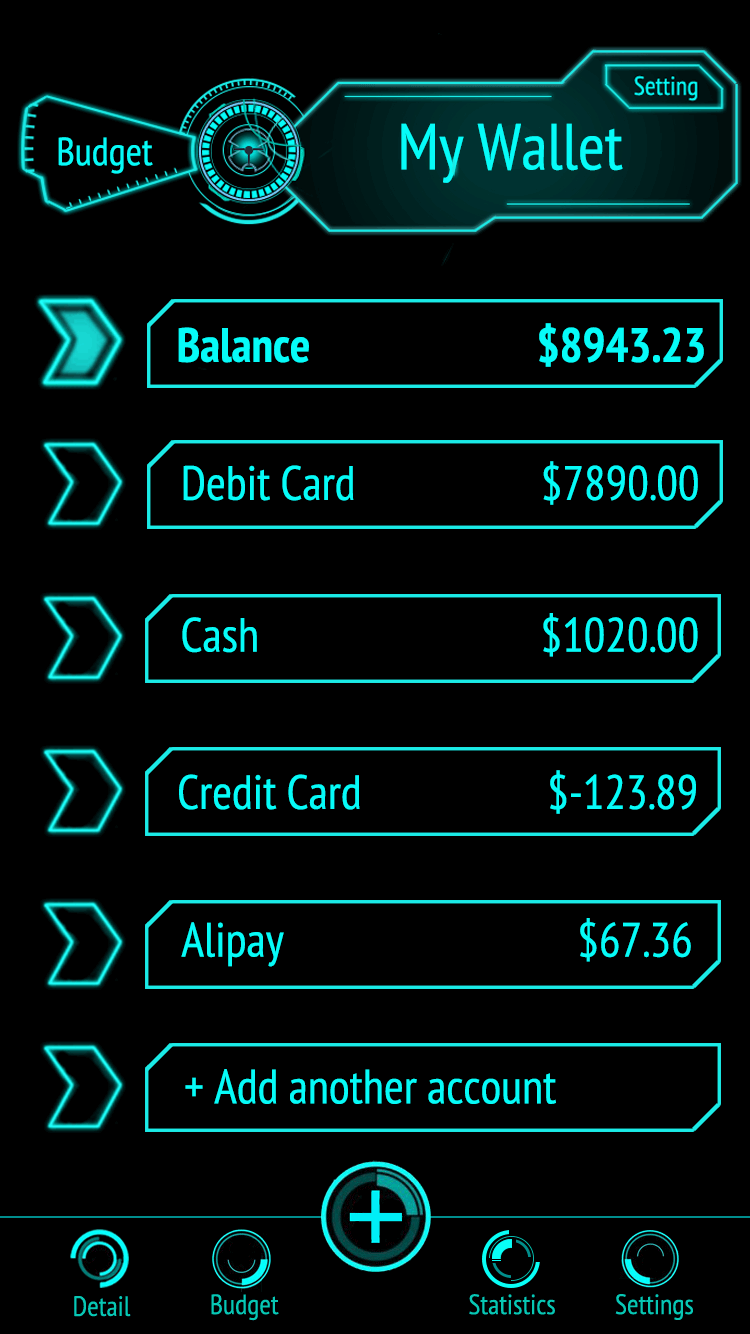 Setting
Budget
My Wallet
Balance $8943.23
Debit Card $7890.00
Cash $1020.00
Credit Card $-123.89
Alipay $67.36
+ Add another account
+
Detail Budget Statistics Settings